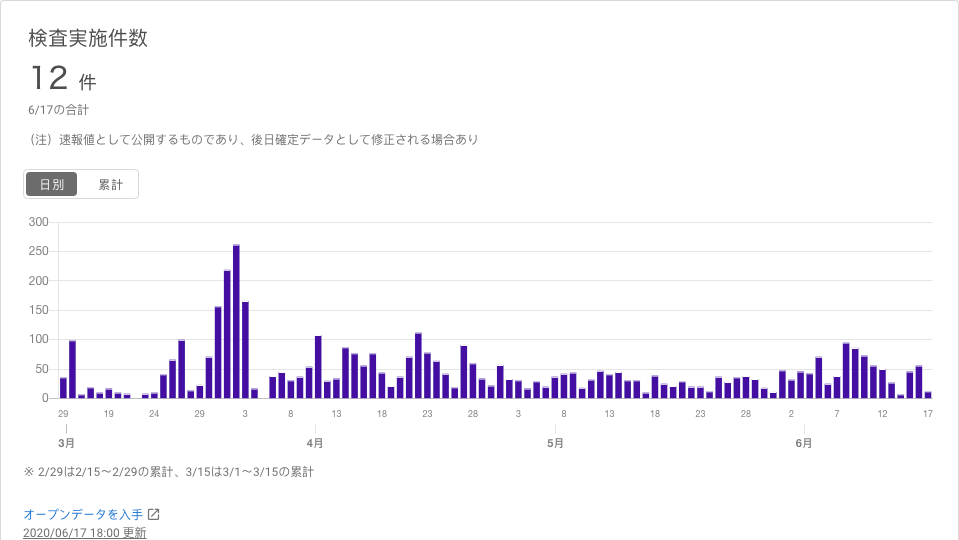 検査実施件数
12 件
6/17の合計
（注）速報値として公開するものであり、後日確定データとして修正される場合あり
日別 累計
300
250
200
150
100
50
0
29 19 24 29 3 8 13 18 23 28 3 8 13 18 23 28 2 7 12 17
3月 4月 5月 6月
※ 2/29は2/15〜2/29の累計、3/15は3/1〜3/15の累計
オープンデータを入手
2020/06/17 18:00 更新